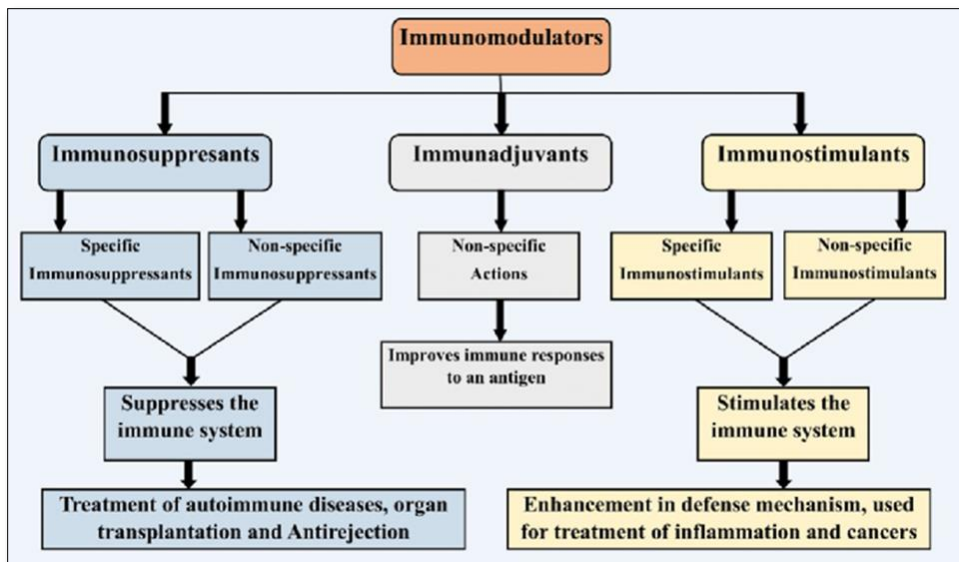 Immunomodulators
Immunosuppresants
Immunadjuvants
Immunostimulants
Specific
Immunosuppressants
Non-specific
Immunosuppressants
Non-specific
Actions
Specific
Immunostimulants
Non-specific
Immunostimulants
Improves immune responses
to an antigen
Suppresses the
immune system
Stimulates the
immune system
Treatment of autoimmune diseases, organ
transplantation and Antirejection
Enhancement in defense mechanism, used
for treatment of inflammation and cancers